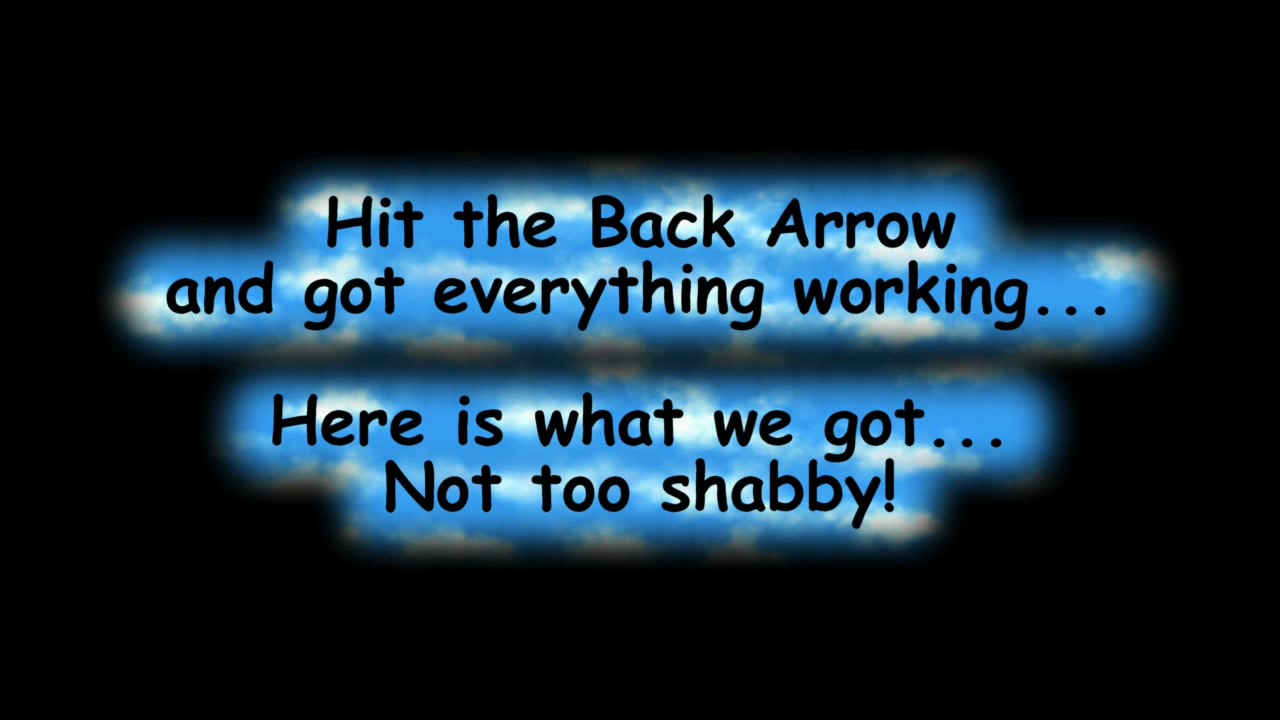 Hit the Back Arrow
and got everything working...
Here is what we got...
Not too shabby!